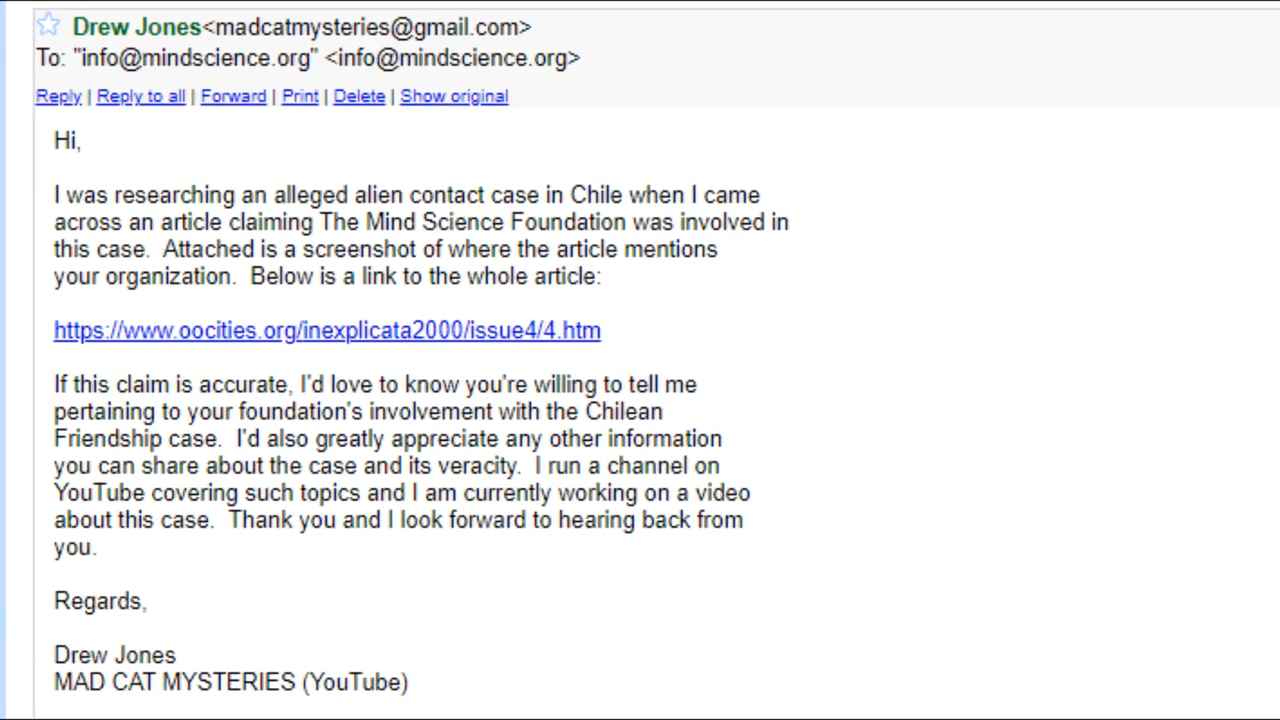 Drew Jones<madcatmysteries@gmail.com>
To: "info@mindscience.org" <info@mindscience.org>
Reply | Reply to all | Forward | Print | Delete | Show original
Hi,
I was researching an alleged alien contact case in Chile when I came
across an article claiming The Mind Science Foundation was involved in
this case.  Attached is a screenshot of where the article mentions
your organization.  Below is a link to the whole article:
https://www.oocities.org/inexplicata2000/issue4/4.htm
If this claim is accurate, I'd love to know you're willing to tell me
pertaining to your foundation's involvement with the Chilean
Friendship case.  I'd also greatly appreciate any other information
you can share about the case and its veracity.  I run a channel on
YouTube covering such topics and I am currently working on a video
about this case.  Thank you and I look forward to hearing back from
you.
Regards,
Drew Jones
MAD CAT MYSTERIES (YouTube)